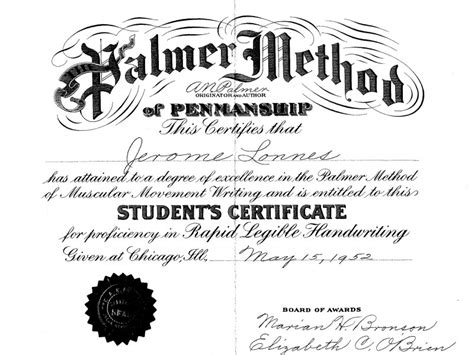 The Palmer Method
A N Palmer
ORIGINATOR AND AUTHOR
of PENMANSHIP
This Certifies that
Jerome Lonnes
has attained to a degree of excellence in the Palmer Method
of Muscular Movement Writing and is entitled to this
STUDENT'S CERTIFICATE
for proficiency in Rapid Legible Handwriting
Given at Chicago, Ill. May 15, 1952
BOARD OF AWARDS
Marian H. Bronson
Elizabeth C. O'Brien
SEAL